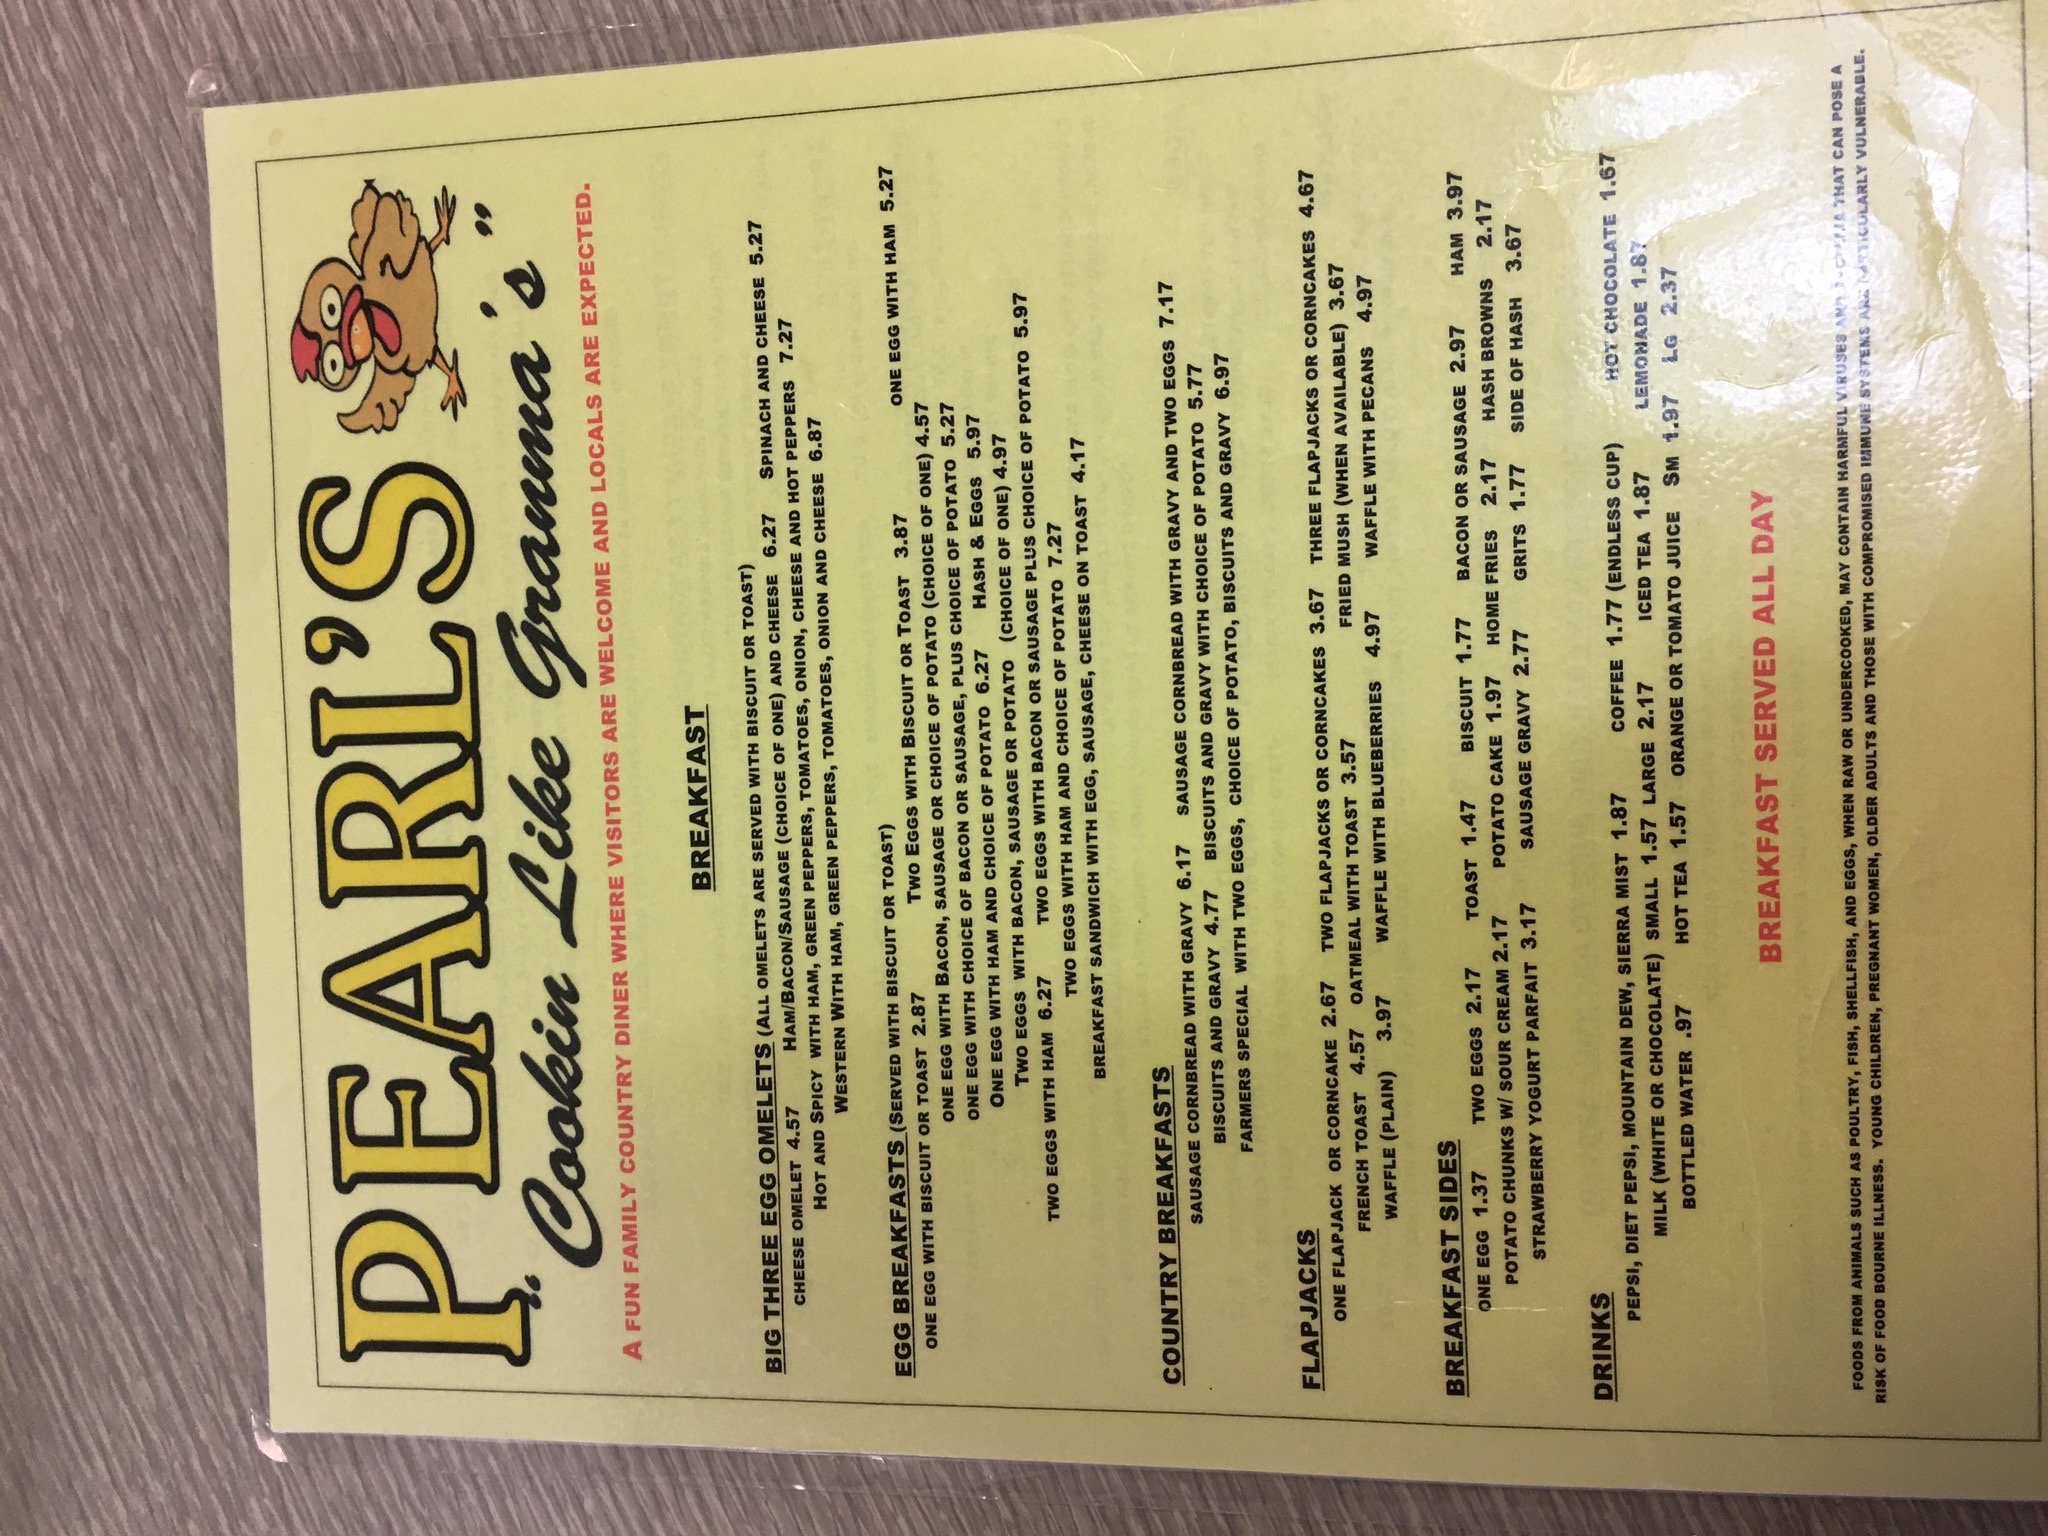 PEARL'S
"Cookin Like Gramma's"
A FUN FAMILY COUNTRY DINER WHERE VISITORS ARE WELCOME AND LOCALS ARE EXPECTED.
BREAKFAST
BIG THREE EGG OMELETS (ALL OMELETS ARE SERVED WITH BISCUIT OR TOAST)
CHEESE OMELET 4.57 HAM/BACON/SAUSAGE (CHOICE OF ONE) AND CHEESE 6.27 SPINACH AND CHEESE 5.27
HOT AND SPICY WITH HAM, GREEN PEPPERS, TOMATOES, ONION, CHEESE AND HOT PEPPERS 7.27
WESTERN WITH HAM, GREEN PEPPERS, TOMATOES, ONION AND CHEESE 6.87
EGG BREAKFASTS (SERVED WITH BISCUIT OR TOAST)
ONE EGG WITH BISCUIT OR TOAST 2.87 TWO EGGS WITH BISCUIT OR TOAST 3.87 ONE EGG WITH HAM 5.27
ONE EGG WITH BACON, SAUSAGE OR CHOICE OF POTATO (CHOICE OF ONE) 4.57
ONE EGG WITH CHOICE OF BACON OR SAUSAGE, PLUS CHOICE OF POTATO 5.27
ONE EGG WITH HAM AND CHOICE OF POTATO 6.27 HASH & EGGS 5.97
TWO EGGS WITH BACON, SAUSAGE OR POTATO (CHOICE OF ONE) 4.97
TWO EGGS WITH HAM 6.27 TWO EGGS WITH BACON OR SAUSAGE PLUS CHOICE OF POTATO 5.97
TWO EGGS WITH HAM AND CHOICE OF POTATO 7.27
BREAKFAST SANDWICH WITH EGG, SAUSAGE, CHEESE ON TOAST 4.17
COUNTRY BREAKFASTS
SAUSAGE CORNBREAD WITH GRAVY 6.17 SAUSAGE CORNBREAD WITH GRAVY AND TWO EGGS 7.17
BISCUITS AND GRAVY 4.77 BISCUITS AND GRAVY WITH CHOICE OF POTATO 5.77
FARMERS SPECIAL WITH TWO EGGS, CHOICE OF POTATO, BISCUITS AND GRAVY 6.97
FLAPJACKS
ONE FLAPJACK OR CORNCAKE 2.67 TWO FLAPJACKS OR CORNCAKES 3.67 THREE FLAPJACKS OR CORNCAKES 4.67
FRENCH TOAST 4.57 OATMEAL WITH TOAST 3.57 FRIED MUSH (WHEN AVAILABLE) 3.67
WAFFLE (PLAIN) 3.97 WAFFLE WITH BLUEBERRIES 4.97 WAFFLE WITH PECANS 4.97
BREAKFAST SIDES
ONE EGG 1.37 TWO EGGS 2.17 TOAST 1.47 BISCUIT 1.77 BACON OR SAUSAGE 2.97 HAM 3.97
POTATO CHUNKS W/ SOUR CREAM 2.17 POTATO CAKE 1.97 HOME FRIES 2.17 HASH BROWNS 2.17
STRAWBERRY YOGURT PARFAIT 3.17 SAUSAGE GRAVY 2.77 GRITS 1.77 SIDE OF HASH 3.67
DRINKS
PEPSI, DIET PEPSI, MOUNTAIN DEW, SIERRA MIST 1.87 COFFEE 1.77 (ENDLESS CUP) HOT CHOCOLATE 1.67
MILK (WHITE OR CHOCOLATE) SMALL 1.57 LARGE 2.17 ICED TEA 1.87 LEMONADE 1.87
BOTTLED WATER .97 HOT TEA 1.57 ORANGE OR TOMATO JUICE SM 1.97 LG 2.37
BREAKFAST SERVED ALL DAY
FOODS FROM ANIMALS SUCH AS POULTRY, FISH, SHELFISH, AND EGGS, WHEN RAW OR UNDERCOOKED, MAY CONTAIN HARMFUL VIRUSES AND THAT CAN POSE A
RISK OF FOOD BOURNE ILLNESS. YOUNG CHILDREN, PREGNANT WOMEN, OLDER ADULTS AND THOSE WITH COMPROMISED IMMUNE SYSTEMS ARE PARTICULARLY VULNERABLE.